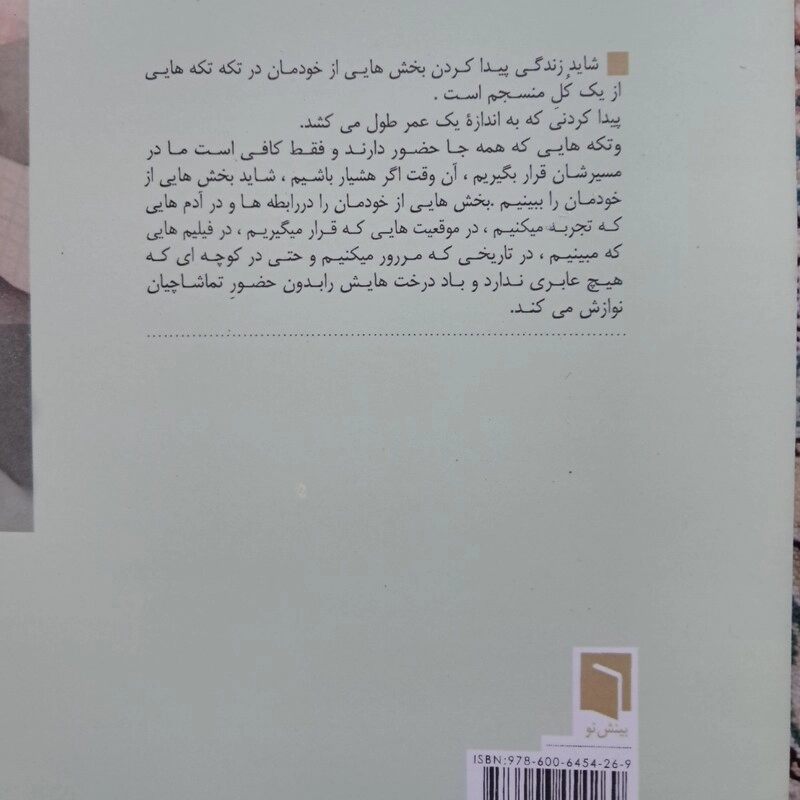 شاید زندگی پیدا کردن بخش هایی از خودمان در تکه تکه هایی
از یک کُلِ منسجم است .
پیدا کردنی که به اندازهٔ یک عمر طول می کشد.
وتکه هایی که همه جا حضور دارند و فقط کافی است ما در
مسیرشان قرار بگیریم ، آن وقت اگر هشیار باشیم ، شاید بخش هایی از
خودمان را ببینیم .بخش هایی از خودمان را دررابطه ها و در آدم هایی
که تجربه میکنیم ، در موقعیت هایی که قرار میگیریم ، در فیلم هایی
که مبینیم ، در تاریخی که مررور میکنیم و حتی در کوچه ای که
هیچ عابری ندارد و باد درخت هایش رابدون حضورِ تماشاچیان
نوازش می کند.
بینش نو
ISBN:978-600-6454-26-9